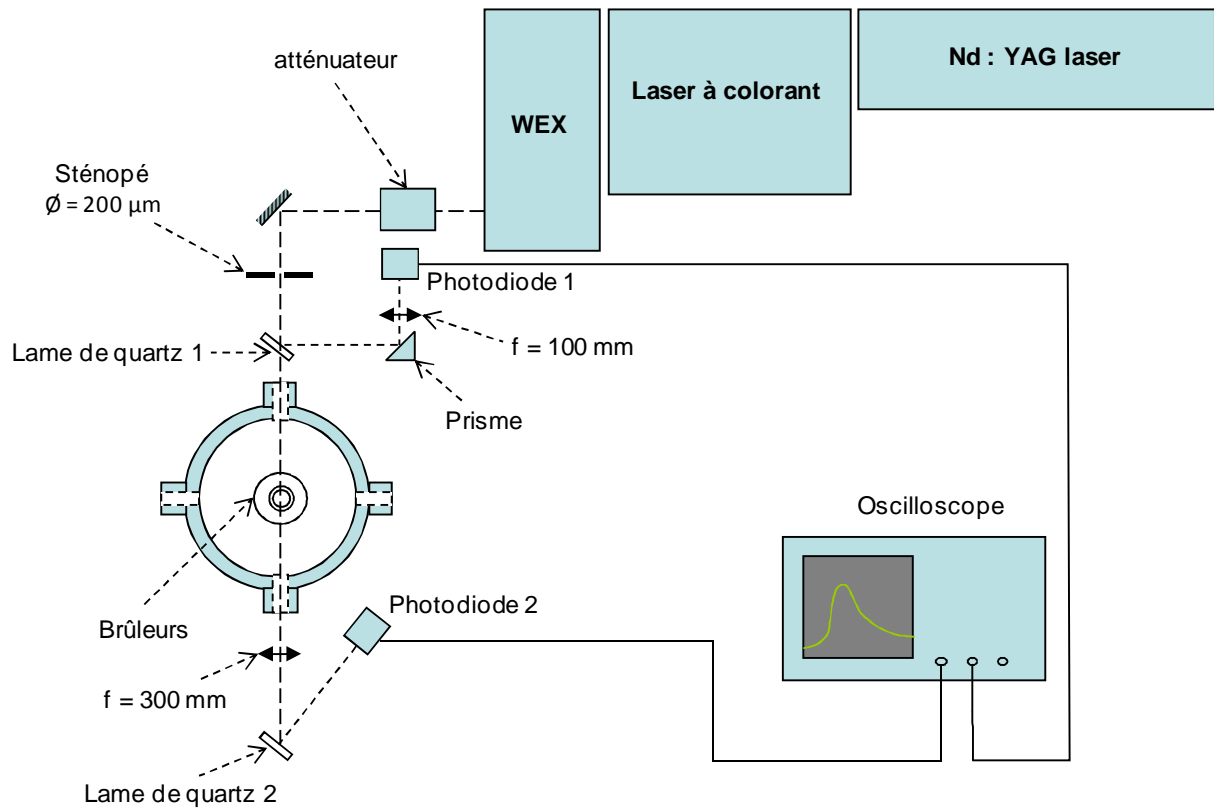 atténuateur
WEX
Laser à colorant
Nd : YAG laser
Sténopé
Ø = 200 µm
Photodiode 1
Lame de quartz 1
f = 100 mm
Prisme
Oscilloscope
Photodiode 2
Brûleurs
f = 300 mm
Lame de quartz 2